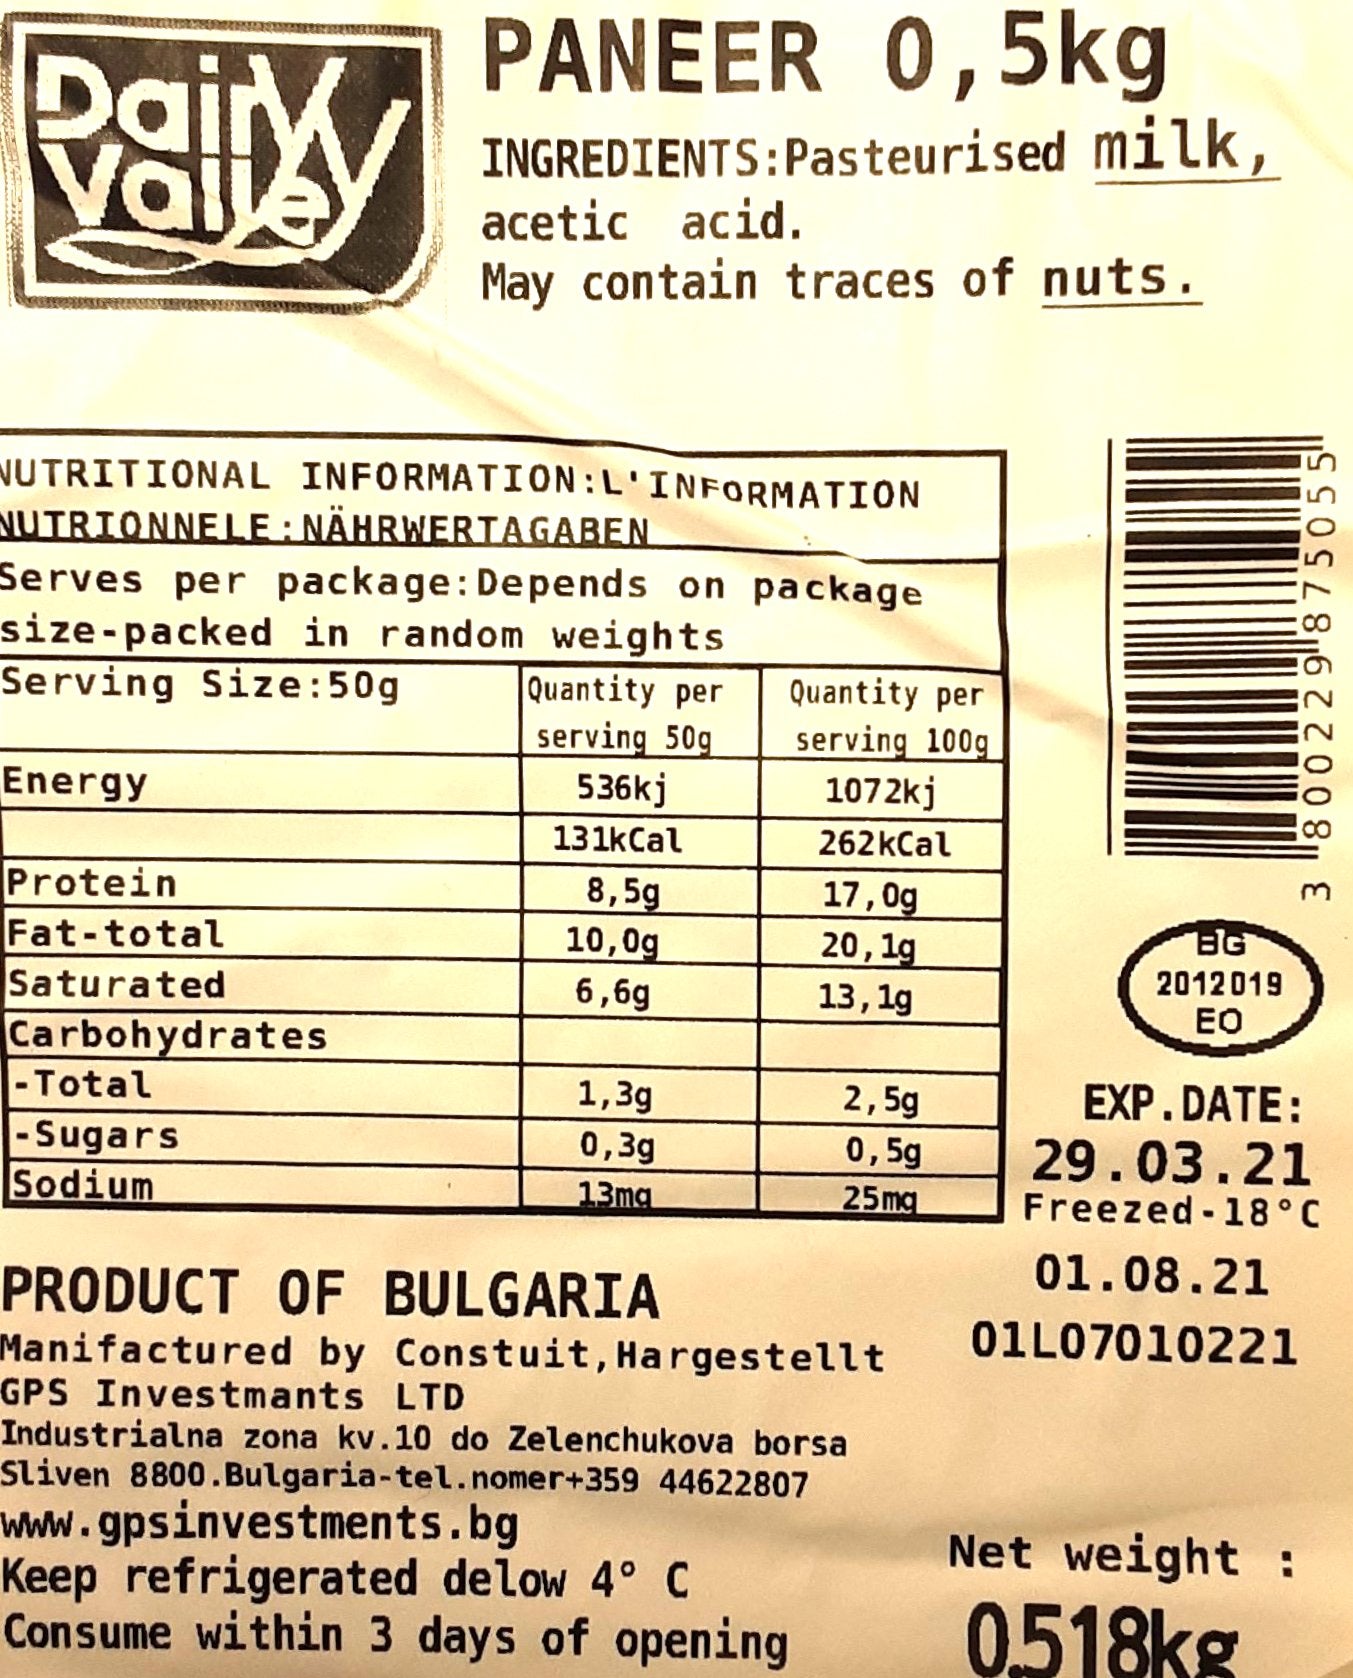 Dairy
Valley
PANEER 0,5kg
INGREDIENTS:Pasteurised milk,
acetic acid.
May contain traces of nuts.
NUTRITIONAL INFORMATION:L'INFORMATION
NUTRIONNELE:NÄHRWERTAGABEN
Serves per package:Depends on package
size-packed in random weights
Serving Size:50g Quantity per serving 50g Quantity per serving 100g
Energy 536kj 1072kj
131kCal 262kCal
Protein 8,5g 17,0g
Fat-total 10,0g 20,1g
Saturated 6,6g 13,1g
Carbohydrates
-Total 1,3g 2,5g
-Sugars 0,3g 0,5g
Sodium 13mg 25mg
3 800229 875055
BG
2012019
EO
EXP.DATE:
29.03.21
Freezed-18°C
01.08.21
01L07010221
PRODUCT OF BULGARIA
Manifactured by Constuit,Hargestellt
GPS Investmants LTD
Industrialna zona kv.10 do Zelenchukova borsa
Sliven 8800.Bulgaria-tel.nomer+359 44622807
www.gpsinvestments.bg
Keep refrigerated delow 4° C
Consume within 3 days of opening
Net weight :
0.518kg